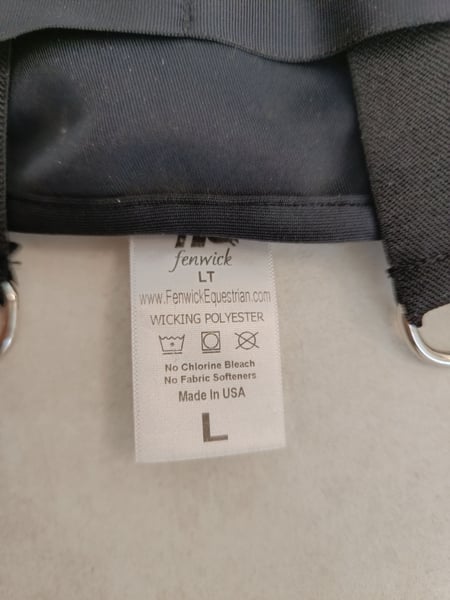 fenwick
LT
www.FenwickEquestrian.com
WICKING POLYESTER
No Chlorine Bleach
No Fabric Softeners
Made In USA
L